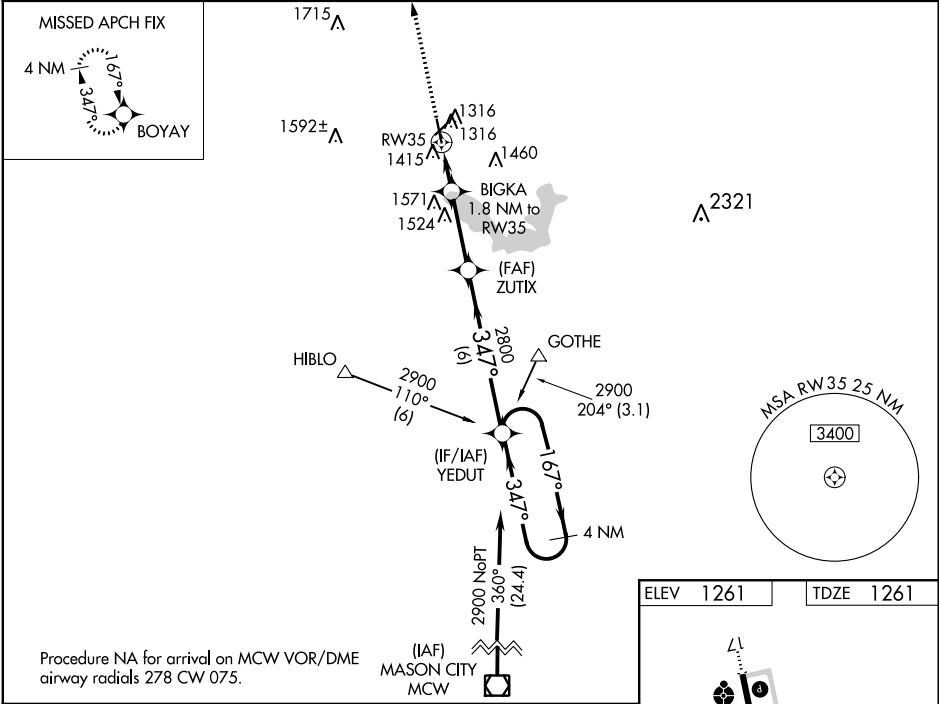 MISSED APCH FIX
4 NM
167°
347°
BOYAY
1715
1592±
1316
1316
RW35
1415
1460
BIGKA
1.8 NM to
RW35
1571
1524
2321
(FAF)
ZUTIX
2800
347°
(6)
HIBLO
2900
110°
(6)
GOTHE
2900
204° (3.1)
(IF/IAF)
YEDUT
167°
347°
4 NM
MSA RW35 25 NM
3400
2900 NoPT
360°
(24.4)
(IAF)
MASON CITY
MCW
Procedure NA for arrival on MCW VOR/DME
airway radials 278 CW 075.
ELEV 1261
TDZE 1261
17
P